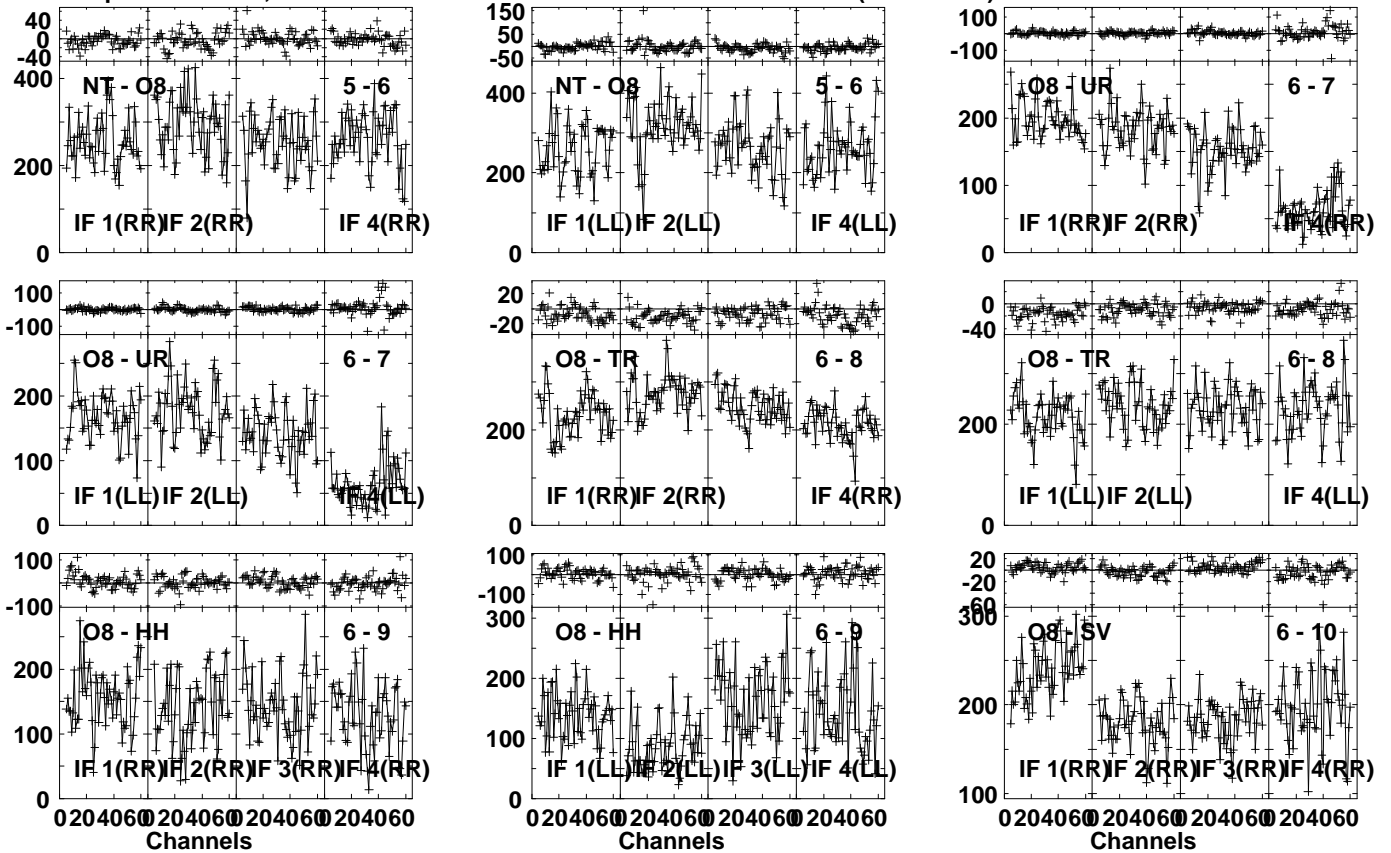 40
0
-40
400
200
0
NT - O8 5 - 6
IF 1(RR) IF 2(RR) IF 4(RR)
150
50
-50
400
200
0
NT - O8 5 - 6
IF 1(LL) IF 2(LL) IF 4(LL)
100
-100
200
100
0
O8 - UR 6 - 7
IF 1(RR) IF 2(RR) IF 4(RR)
100
-100
200
100
0
O8 - UR 6 - 7
IF 1(LL) IF 2(LL) IF 4(LL)
20
-20
200
0
O8 - TR 6 - 8
IF 1(RR) IF 2(RR) IF 4(RR)
0
-40
200
0
O8 - TR 6 - 8
IF 1(LL) IF 2(LL) IF 4(LL)
100
-100
200
100
0
O8 - HH 6 - 9
IF 1(RR) IF 2(RR) IF 3(RR) IF 4(RR)
0 20 40 60 0 20 40 60 0 20 40 60 0 20 40 60
Channels
100
-100
300
200
100
0
O8 - HH 6 - 9
IF 1(LL) IF 2(LL) IF 3(LL) IF 4(LL)
0 20 40 60 0 20 40 60 0 20 40 60 0 20 40 60
Channels
20
-20
-60
300
200
100
O8 - SV 6 - 10
IF 1(RR) IF 2(RR) IF 3(RR) IF 4(RR)
0 20 40 60 0 20 40 60 0 20 40 60 0 20 40 60
Channels